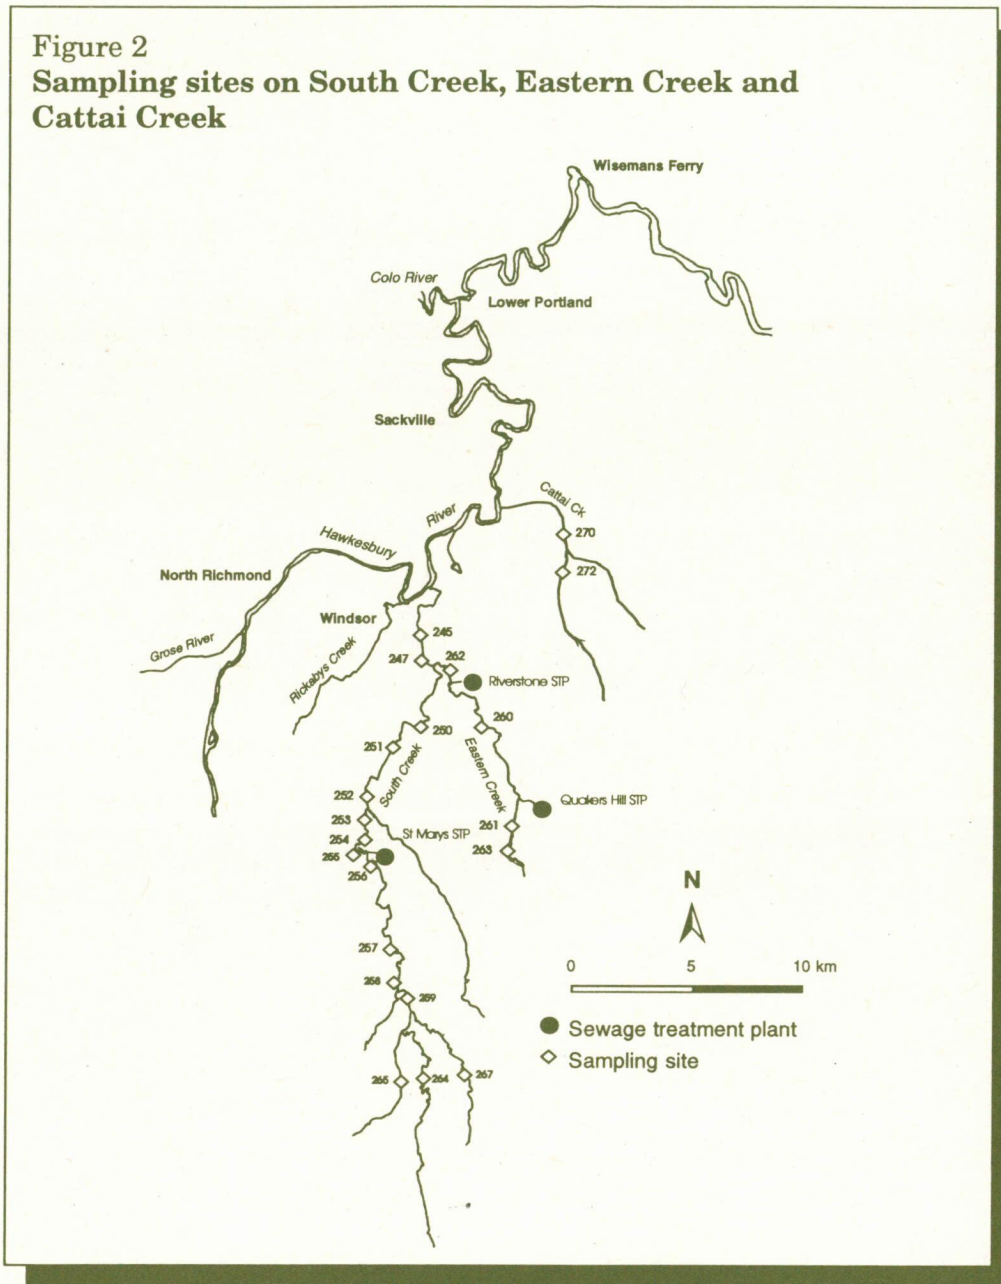 Figure 2
Sampling sites on South Creek, Eastern Creek and
Cattai Creek
Wisemans Ferry
Colo River
Lower Portland
Sackville
Cattai Ck
River
270
Hawkesbury
272
North Richmond
Windsor
245
Grose River
Rickabys Creek
247
262
Riverstone STP
250
260
251
South Creek
Eastern Creek
252
Quakers Hill STP
253
261
254
St Marys STP
255
263
256
N
257
0 5 10 km
258
259
Sewage treatment plant
Sampling site
265
264
267